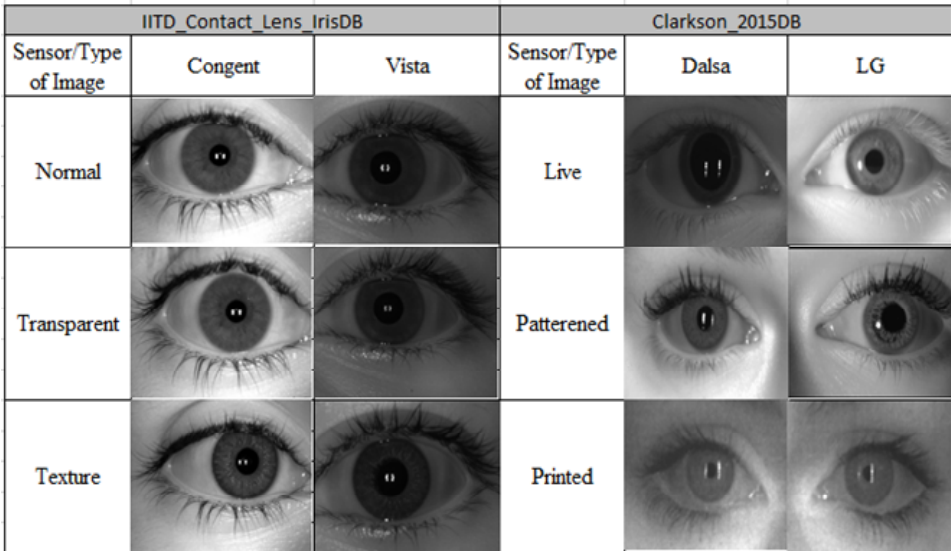 IITD_Contact_Lens_IrisDB
Clarkson_2015DB
Sensor/Type
of Image
Congent
Vista
Sensor/Type
of Image
Dalsa
LG
Normal
Live
Transparent
Patterened
Texture
Printed